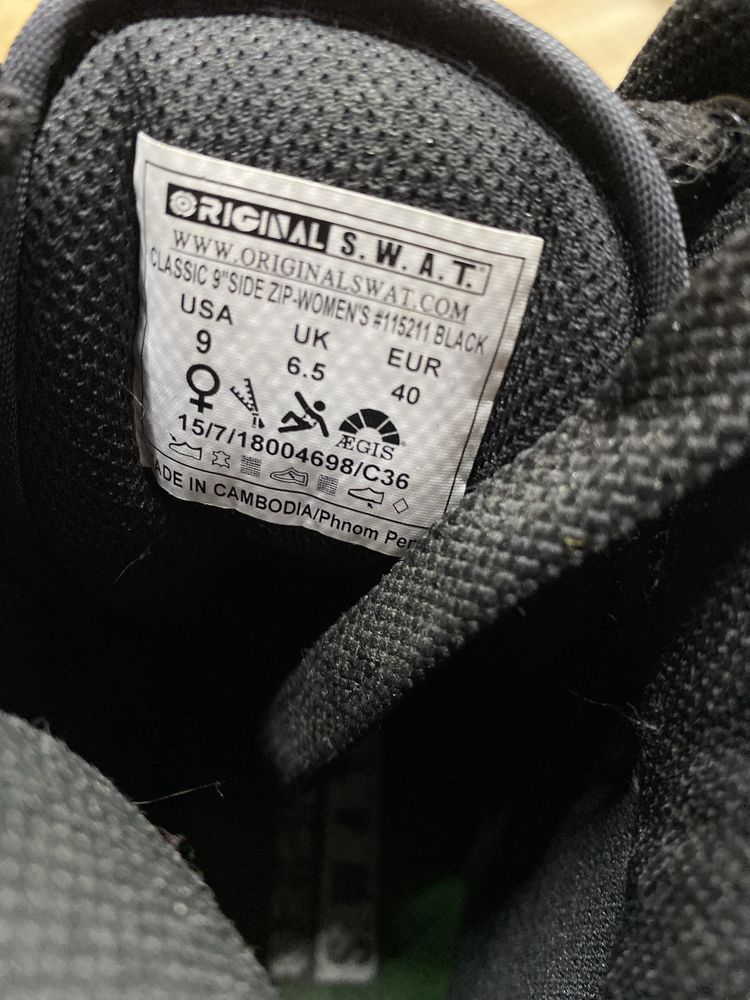 ORIGINAL S.W.A.T.
WWW.ORIGINALSWAT.COM
CLASSIC 9"SIDE ZIP-WOMEN'S #115211 BLACK
USA UK EUR
9 6.5 40
ÆGIS
15/7/18004698/C36
ADE IN CAMBODIA/Phnom Pe